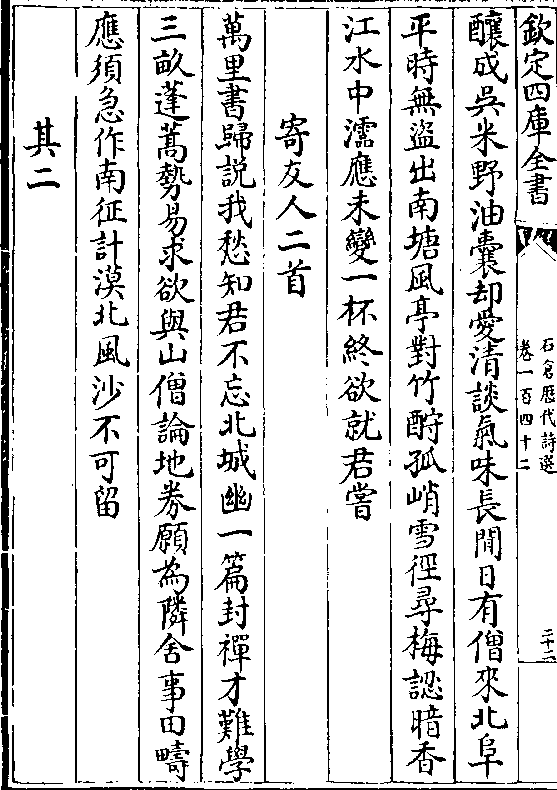 欽定四庫全書
石倉歷代詩選
卷一百四十二
三十二
釀成吳米野油囊却愛清談氣味長間日有僧來北阜
平時無盜出南塘風亭對竹酧孤峭雪徑尋梅認暗香
江水中濡應未變一杯終欲就君嘗
寄友人二首
萬里書歸説我愁知君不忘北城幽一篇封禪才難學
三畝蓬蒿勢易求欲與山僧論地券願為隣舍事田疇
應須急作南征計漠北風沙不可留
其二